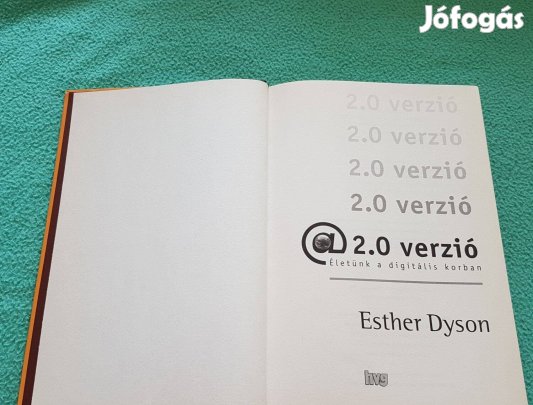 Jófogás
2.0 verzió
2.0 verzió
2.0 verzió
2.0 verzió
@ 2.0 verzió
Életünk a digitális korban
Esther Dyson
hvg